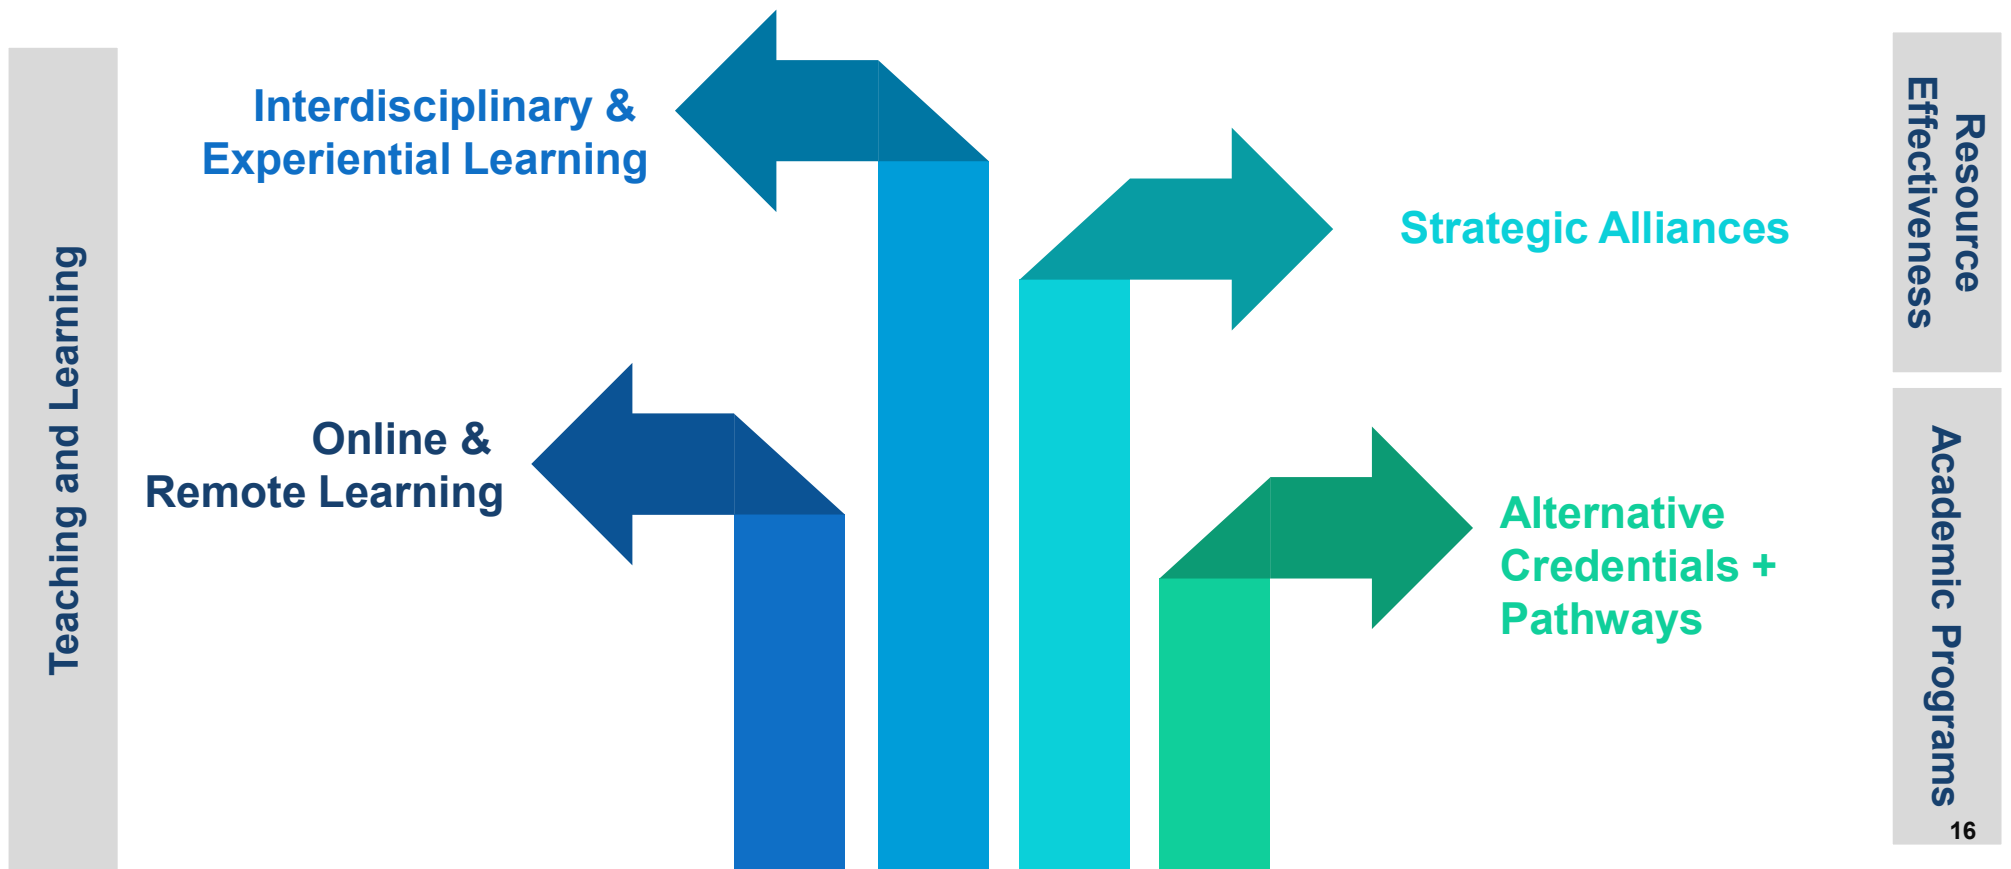 Teaching and Learning
Interdisciplinary &
Experiential Learning
Online &
Remote Learning
Strategic Alliances
Alternative
Credentials +
Pathways
Resource
Effectiveness
Academic Programs
16